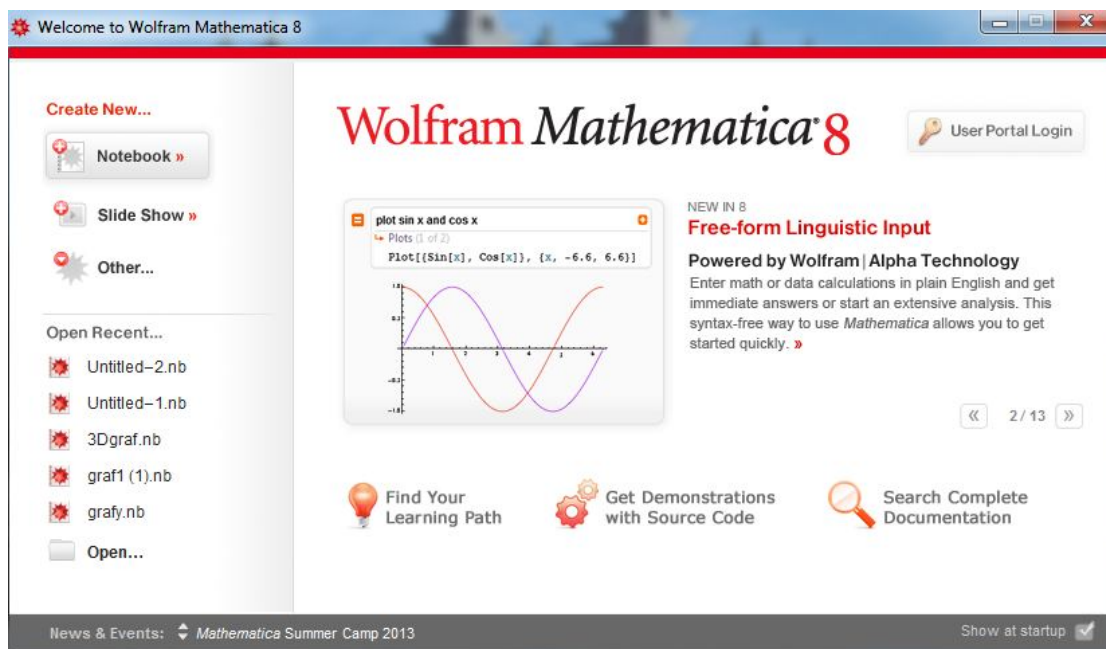 Welcome to Wolfram Mathematica 8
Create New...
Notebook »
Slide Show »
Other...
Open Recent...
Untitled–2.nb
Untitled–1.nb
3Dgraf.nb
graf1 (1).nb
grafy.nb
Open...
Wolfram Mathematica® 8
User Portal Login
plot sin x and cos x
Plots (1 of 2)
Plot[{Sin[x], Cos[x]}, {x, -6.6, 6.6}]
1 2 3 4 6
NEW IN 8
Free-form Linguistic Input
Powered by Wolfram|Alpha Technology
Enter math or data calculations in plain English and get
immediate answers or start an extensive analysis. This
syntax-free way to use Mathematica allows you to get
started quickly. »
« 2 / 13 »
Find Your
Learning Path
Get Demonstrations
with Source Code
Search Complete
Documentation
News & Events: Mathematica Summer Camp 2013
Show at startup